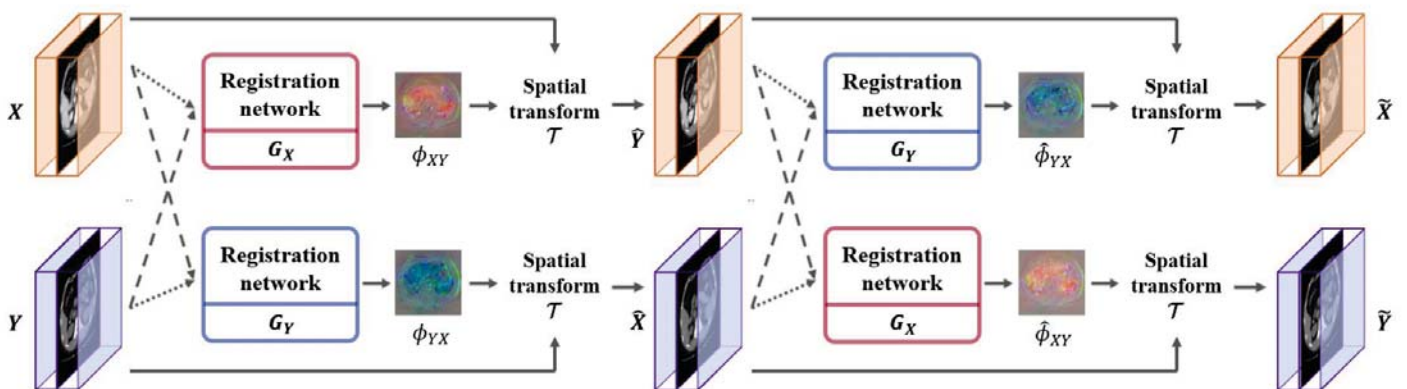 X
Registration
network
G_X
ϕ_XY
Spatial
transform
𝒯
Ŷ
Registration
network
G_Y
ϕ̂_YX
Spatial
transform
𝒯
X̃
Y
Registration
network
G_Y
ϕ_YX
Spatial
transform
𝒯
X̂
Registration
network
G_X
ϕ̂_XY
Spatial
transform
𝒯
Ỹ